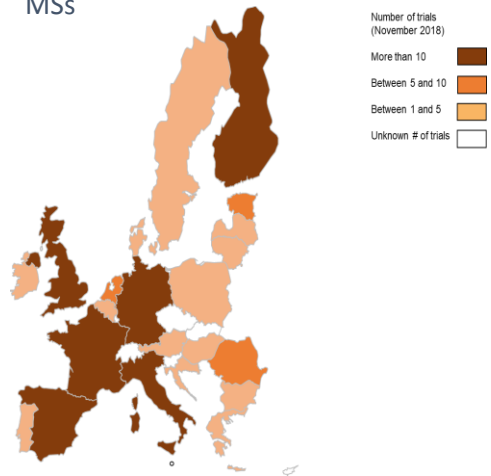 MSs
Number of trials
(November 2018)
More than 10
Between 5 and 10
Between 1 and 5
Unknown # of trials